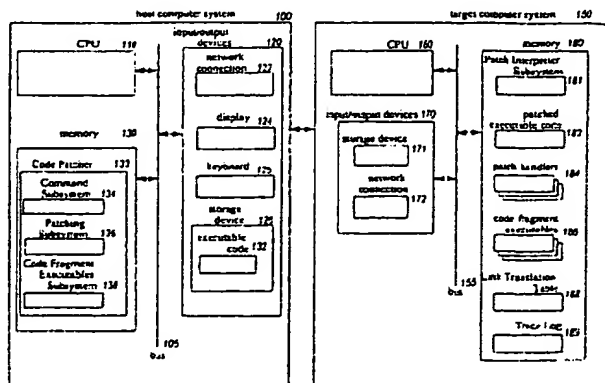 host computer system 100
CPU 110
input/output
devices 120
network
connection 122
display 124
keyboard
storage
device
executable
code 132
memory 130
Code Patcher 133
Command
Subsystem 134
Patching
Subsystem 136
Code Fragment
Executables
Subsystem 138
105
bus
target computer system 150
CPU 160
input/output devices 170
storage device
171
network
connection
172
155
bus
memory 180
Patch Interpreter
Subsystem
181
patched
executable code
patch handlers
184
code fragment
executables
Link Translation
Table
Trace Log